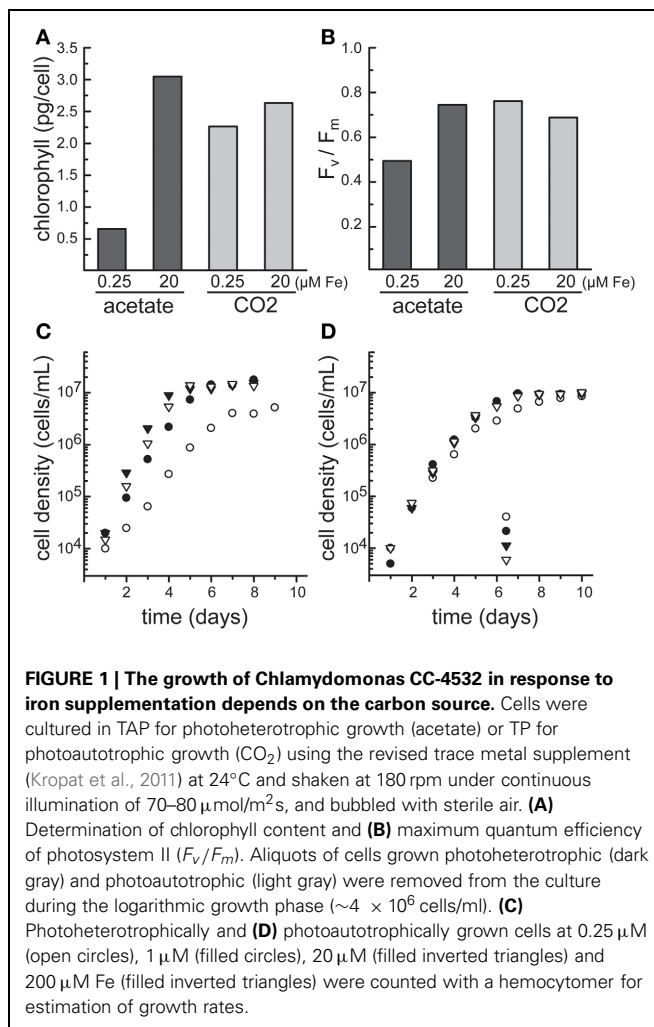 A
B
3.5
3.0
2.5
2.0
1.5
1.0
0.5
chlorophyll (pg/cell)
0.25 20 0.25 20 (μM Fe)
acetate CO2
1.0
0.8
0.6
0.4
0.2
Fv / Fm
0.25 20 0.25 20 (μM Fe)
acetate CO2
C
D
10⁷
10⁶
10⁵
10⁴
cell density (cells/mL)
2 4 6 8 10
time (days)
10⁷
10⁶
10⁵
10⁴
cell density (cells/mL)
2 4 6 8 10
time (days)
FIGURE 1 | The growth of Chlamydomonas CC-4532 in response to
iron supplementation depends on the carbon source. Cells were
cultured in TAP for photoheterotrophic growth (acetate) or TP for
photoautotrophic growth (CO₂) using the revised trace metal supplement
(Kropat et al., 2011) at 24°C and shaken at 180 rpm under continuous
illumination of 70–80 μmol/m²s, and bubbled with sterile air. (A)
Determination of chlorophyll content and (B) maximum quantum efficiency
of photosystem II (Fv/Fm). Aliquots of cells grown photoheterotrophic (dark
gray) and photoautotrophic (light gray) were removed from the culture
during the logarithmic growth phase (~4 × 10⁶ cells/ml). (C)
Photoheterotrophically and (D) photoautotrophically grown cells at 0.25 μM
(open circles), 1 μM (filled circles), 20 μM (filled inverted triangles) and
200 μM Fe (filled inverted triangles) were counted with a hemocytomer for
estimation of growth rates.